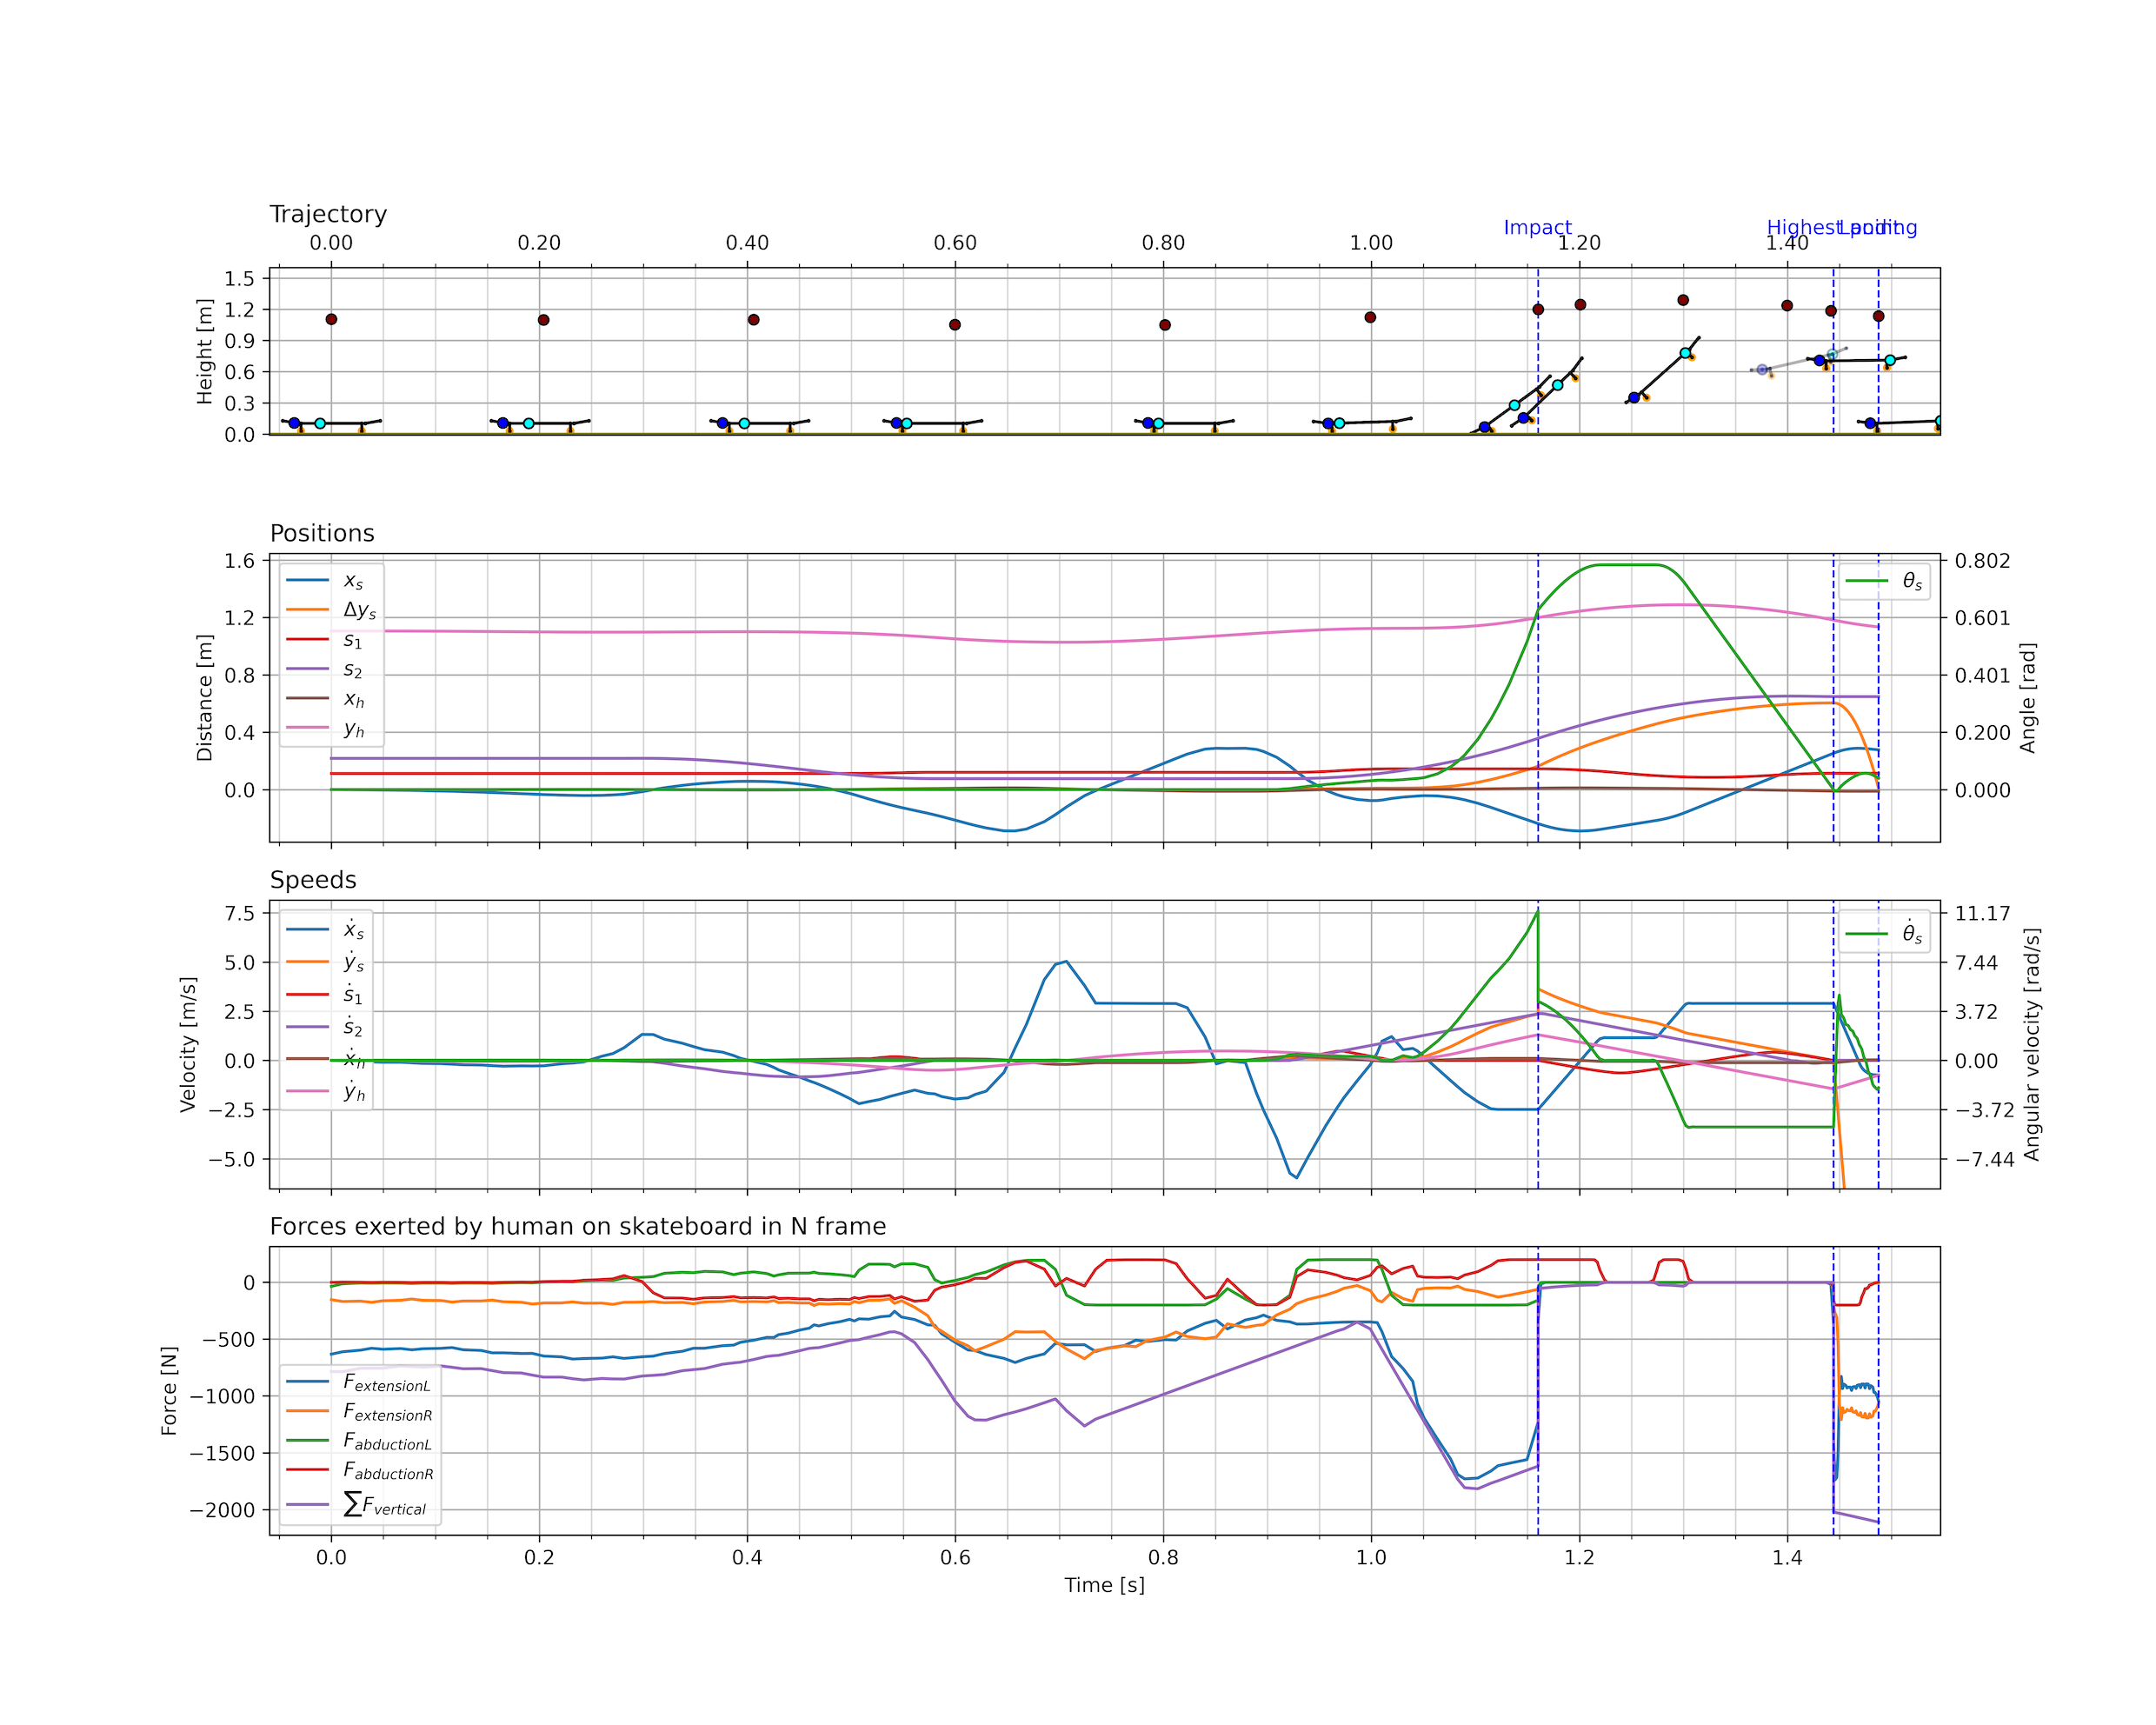 Trajectory
Impact Highest point Landing
0.00 0.20 0.40 0.60 0.80 1.00 1.20 1.40
Height [m]
1.5
1.2
0.9
0.6
0.3
0.0
Positions
Distance [m]
1.6
1.2
0.8
0.4
0.0
x_s
Δy_s
s_1
s_2
x_h
y_h
θ_s
0.802
0.601
0.401
0.200
0.000
Angle [rad]
Speeds
Velocity [m/s]
7.5
5.0
2.5
0.0
−2.5
−5.0
ẋ_s
ẏ_s
ṡ_1
ṡ_2
ẋ_h
ẏ_h
θ̇_s
11.17
7.44
3.72
0.00
−3.72
−7.44
Angular velocity [rad/s]
Forces exerted by human on skateboard in N frame
Force [N]
0
−500
−1000
−1500
−2000
F_extensionL
F_extensionR
F_abductionL
F_abductionR
∑F_vertical
0.0 0.2 0.4 0.6 0.8 1.0 1.2 1.4
Time [s]